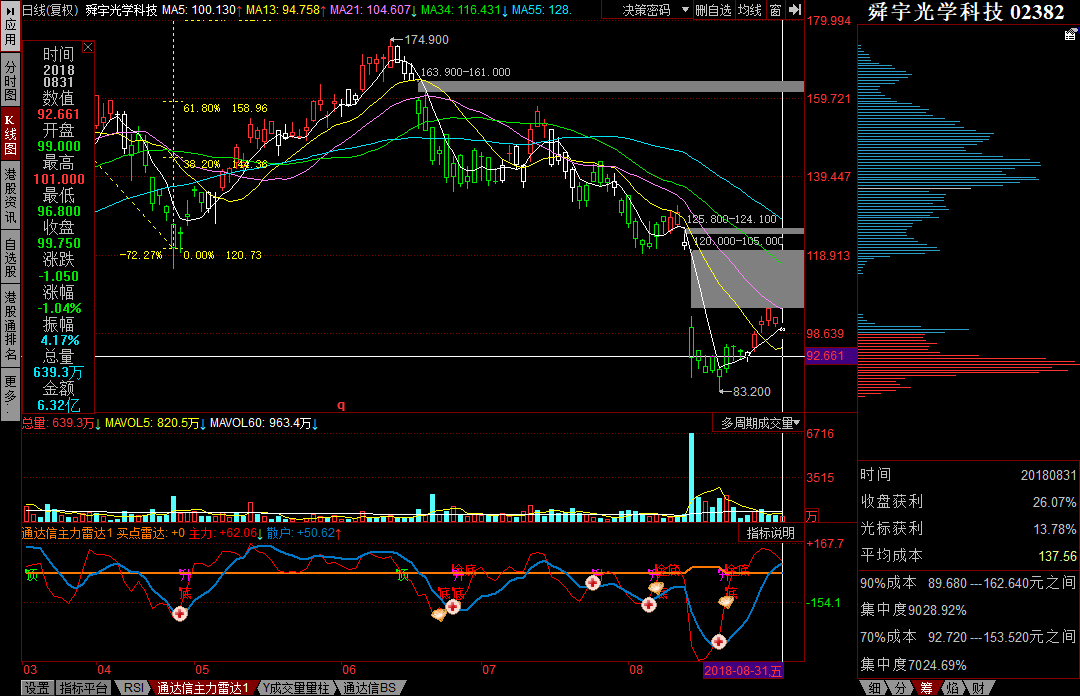 日线(复权) 舜宇光学科技 MA5: 100.130↑ MA13: 94.758↑ MA21: 104.607↓ MA34: 116.431↓ MA55: 128.
决策密码 删自选 均线 窗
舜宇光学科技 02382
应用
分时图
K线图
港股资讯
自选股
港股通排名
更多
时间
2018
0831
数值
92.661
开盘
99.000
最高
101.000
最低
96.800
收盘
99.750
涨跌
-1.050
涨幅
-1.04%
振幅
4.17%
总量
639.3万
金额
6.32亿
174.900
163.900-161.000
61.80% 158.96
38.20% 144.36
125.800-124.100
120.000-105.000
-72.27% 0.00% 120.73
83.200
q
179.994
159.721
139.447
118.913
98.639
92.661
总量: 639.3万↓ MAVOL5: 820.5万↓ MAVOL60: 963.4万↓
多周期成交量
6716
3515
万
通达信主力雷达1 买点雷达: +0 主力: +62.06↓ 散户: +50.62↑
指标说明
+167.7
-154.1
顶 升 底 顶 升 底 升 升 底 升 底
03 04 05 06 07 08 2018-08-31,五
设置 指标平台 RSI 通达信主力雷达1 Y成交量量柱 通达信BS
时间 20180831
收盘获利 26.07%
光标获利 13.78%
平均成本 137.56
90%成本 89.680---162.640元之间
集中度9028.92%
70%成本 92.720---153.520元之间
集中度7024.69%
细 分 筹 焰 财